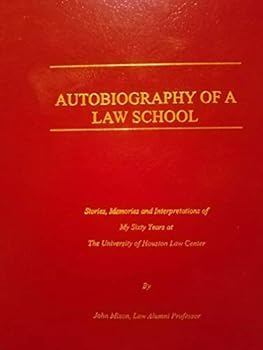 AUTOBIOGRAPHY OF A
LAW SCHOOL
Stories, Memories and Interpretations of
My Sixty Years at
The University of Houston Law Center
By
John Mixon, Law Alumni Professor